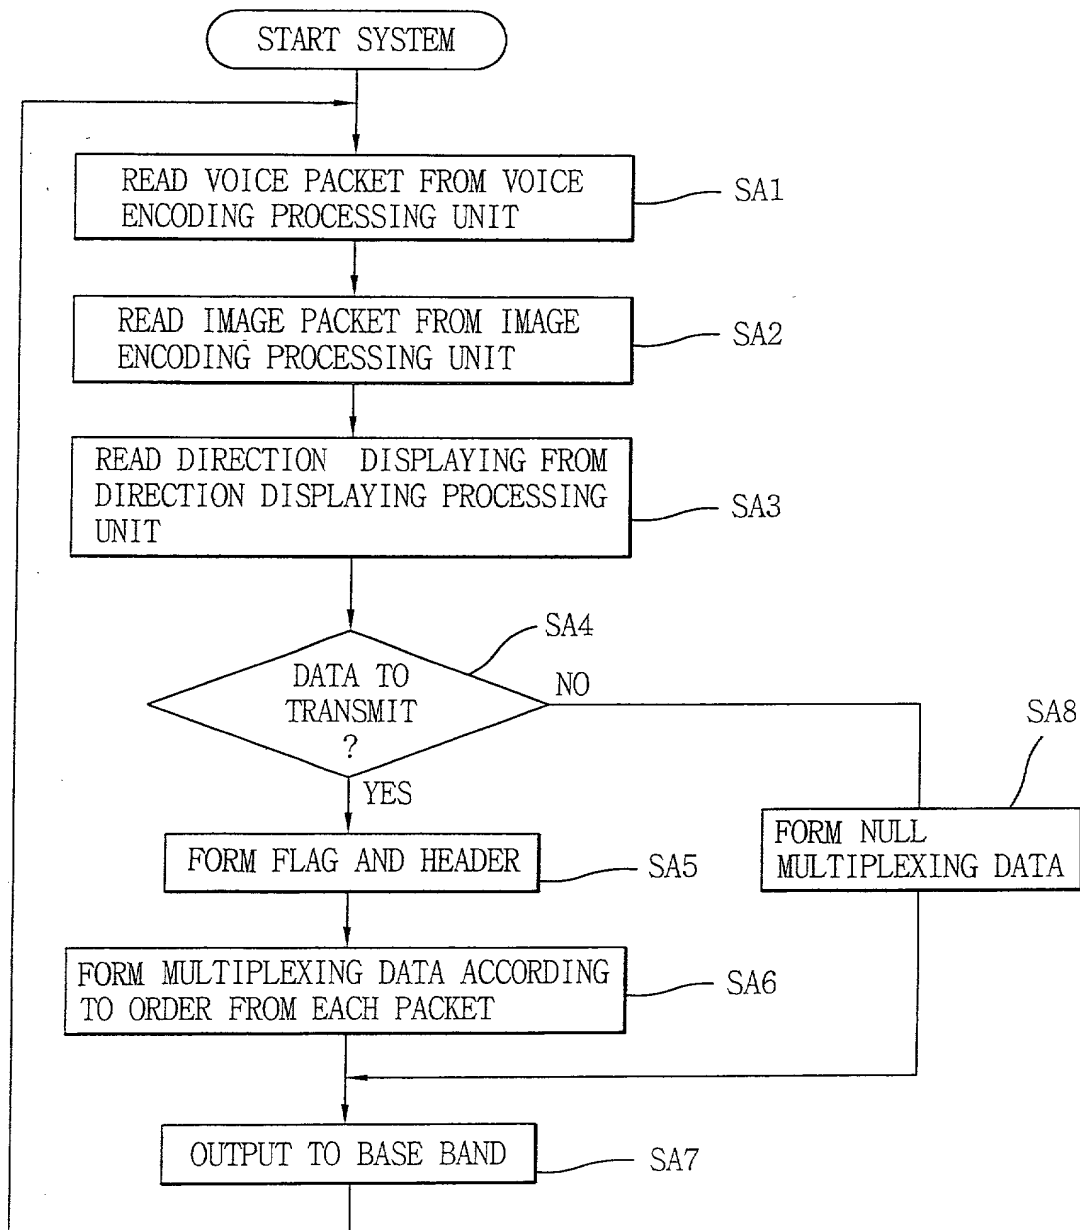 START SYSTEM
READ VOICE PACKET FROM VOICE
ENCODING PROCESSING UNIT
SA1
READ IMAGE PACKET FROM IMAGE
ENCODING PROCESSING UNIT
SA2
READ DIRECTION DISPLAYING FROM
DIRECTION DISPLAYING PROCESSING
UNIT
SA3
SA4
DATA TO
TRANSMIT
?
NO
YES
SA8
FORM NULL
MULTIPLEXING DATA
FORM FLAG AND HEADER
SA5
FORM MULTIPLEXING DATA ACCORDING
TO ORDER FROM EACH PACKET
SA6
OUTPUT TO BASE BAND
SA7